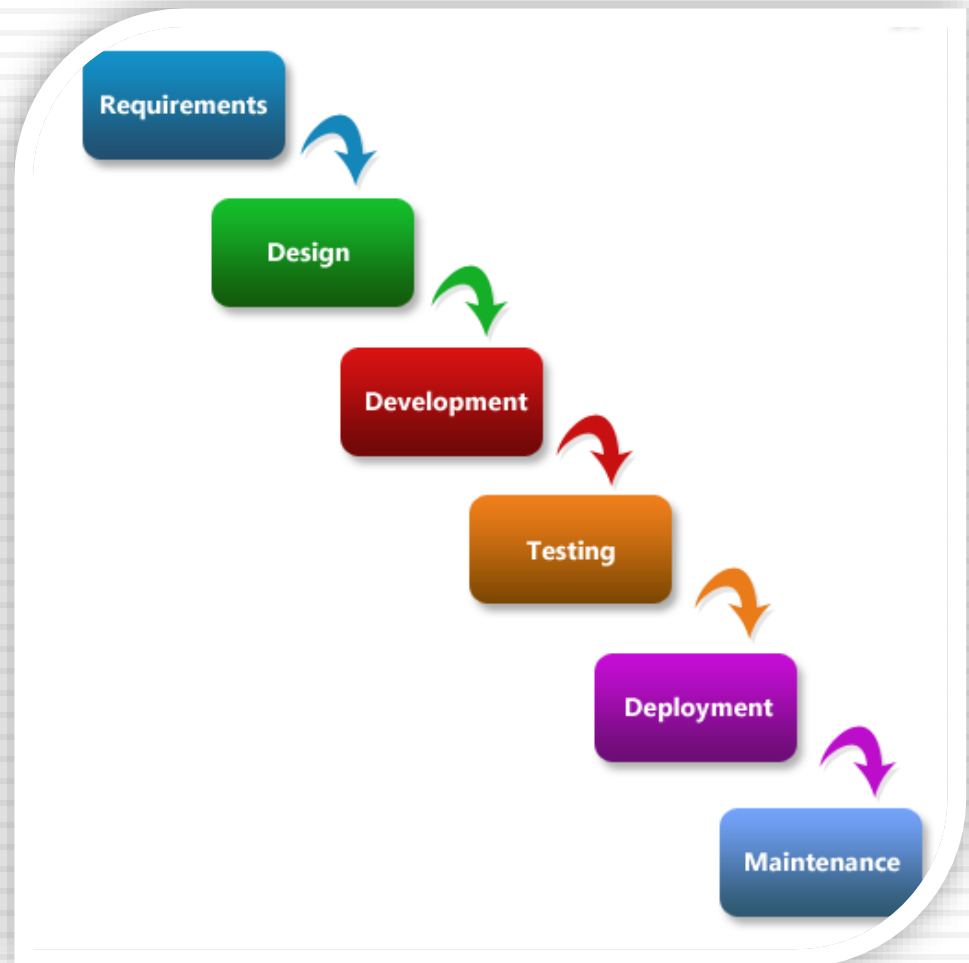 Requirements
Design
Development
Testing
Deployment
Maintenance